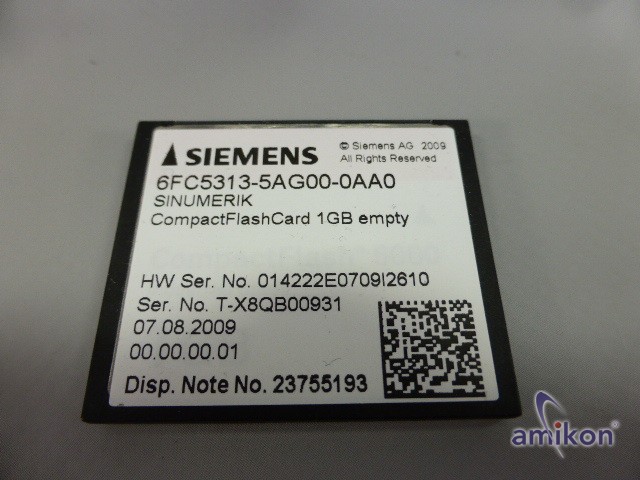 SIEMENS
© Siemens AG 2009
All Rights Reserved
6FC5313-5AG00-0AA0
SINUMERIK
CompactFlashCard 1GB empty
HW Ser. No. 014222E0709I2610
Ser. No. T-X8QB00931
07.08.2009
00.00.00.01
Disp. Note No. 23755193
amikon